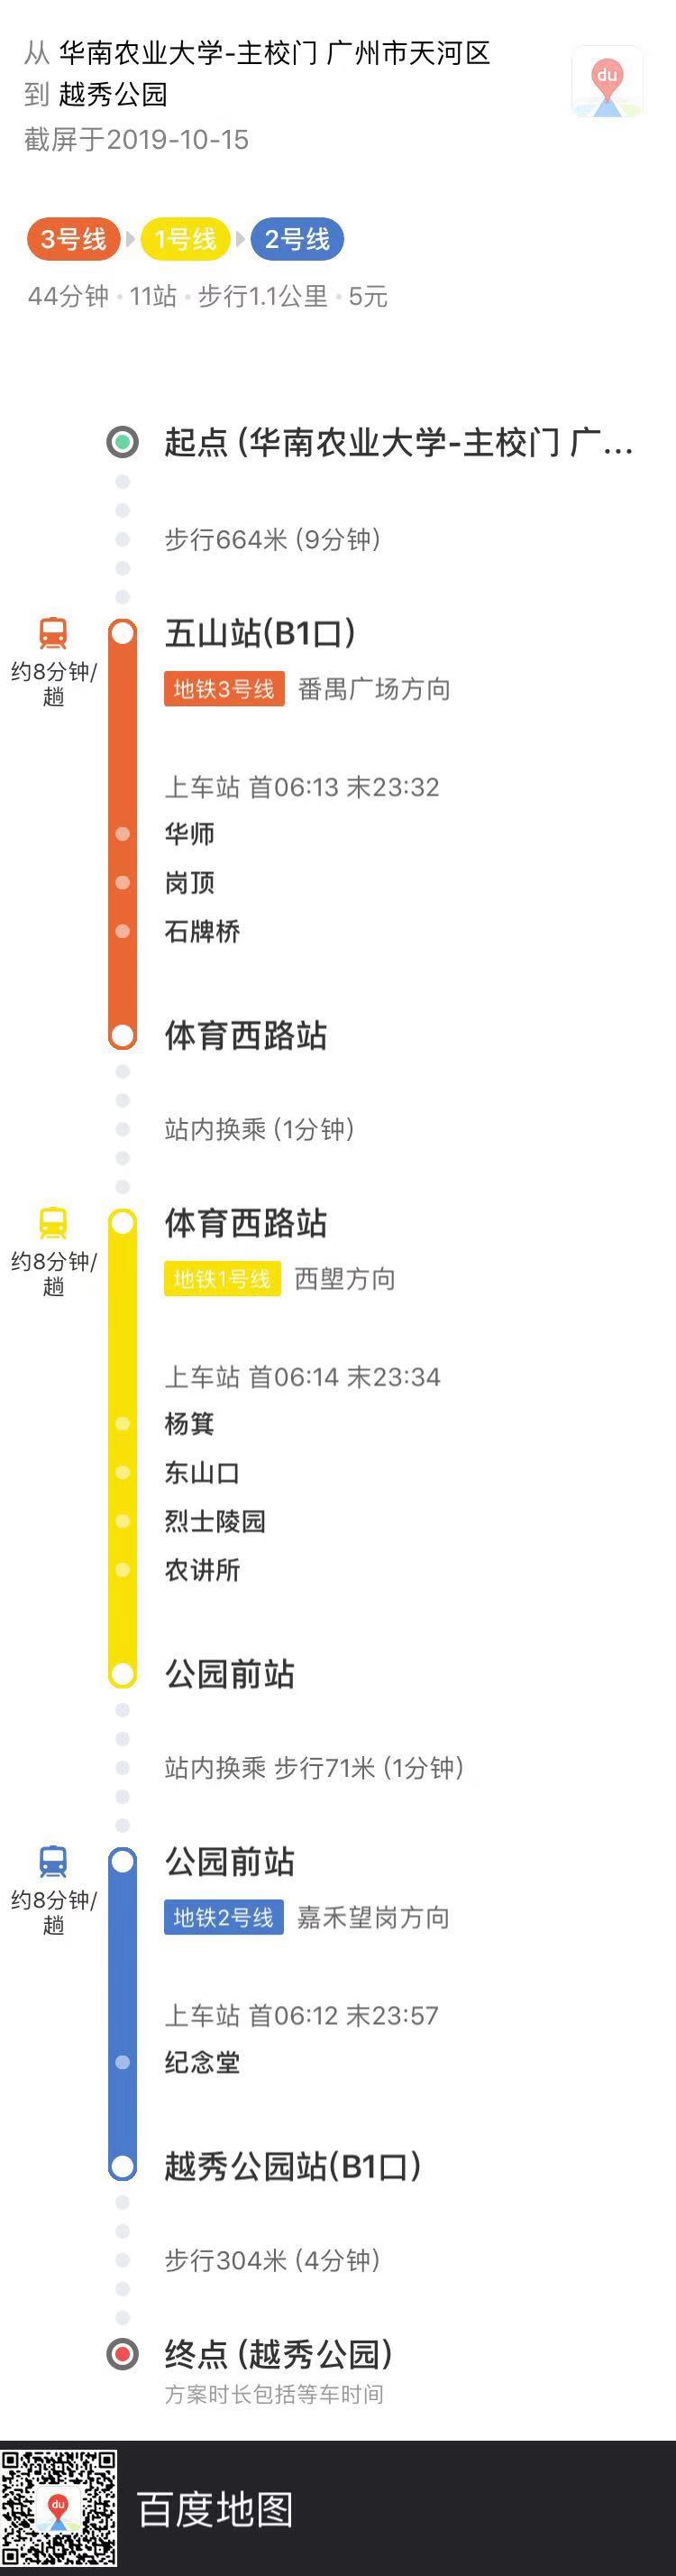 从 华南农业大学-主校门 广州市天河区
到 越秀公园
截屏于2019-10-15
du
3号线 1号线 2号线
44分钟 · 11站 · 步行1.1公里 · 5元
起点 (华南农业大学-主校门 广...
步行664米 (9分钟)
五山站(B1口)
约8分钟/
趟
地铁3号线 番禺广场方向
上车站 首06:13 末23:32
华师
岗顶
石牌桥
体育西路站
站内换乘 (1分钟)
体育西路站
约8分钟/
趟
地铁1号线 西塱方向
上车站 首06:14 末23:34
杨箕
东山口
烈士陵园
农讲所
公园前站
站内换乘 步行71米 (1分钟)
公园前站
约8分钟/
趟
地铁2号线 嘉禾望岗方向
上车站 首06:12 末23:57
纪念堂
越秀公园站(B1口)
步行304米 (4分钟)
终点 (越秀公园)
方案时长包括等车时间
du
百度地图